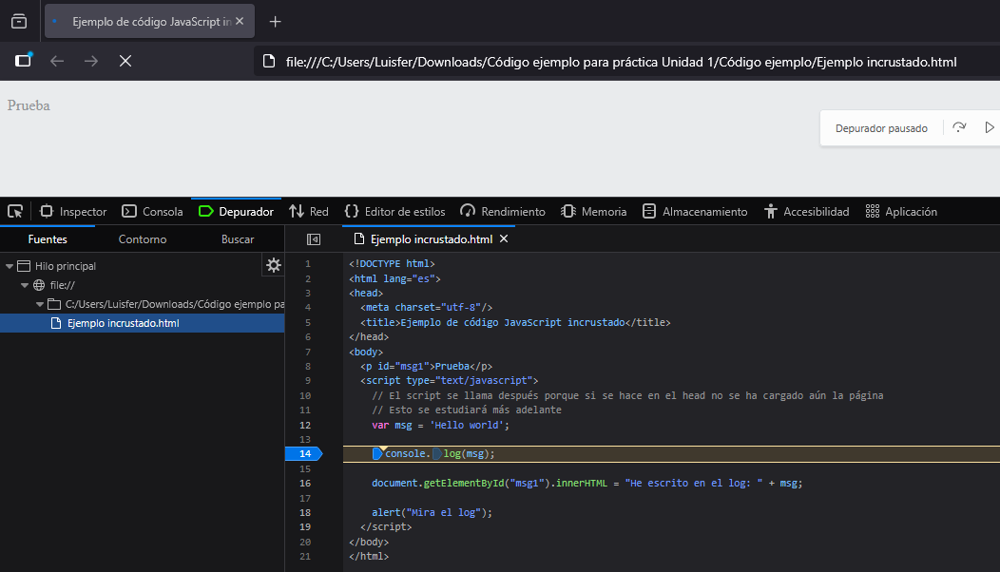 Ejemplo de código JavaScript in
file:///C:/Users/Luisfer/Downloads/Código ejemplo para práctica Unidad 1/Código ejemplo/Ejemplo incrustado.html
Prueba
Depurador pausado
Inspector Consola Depurador Red Editor de estilos Rendimiento Memoria Almacenamiento Accesibilidad Aplicación
Fuentes Contorno Buscar
Ejemplo incrustado.html
Hilo principal
file://
C:/Users/Luisfer/Downloads/Código ejemplo pa
Ejemplo incrustado.html
1 <!DOCTYPE html>
2 <html lang="es">
3 <head>
4 <meta charset="utf-8"/>
5 <title>Ejemplo de código JavaScript incrustado</title>
6 </head>
7 <body>
8 <p id="msg1">Prueba</p>
9 <script type="text/javascript">
10 // El script se llama después porque si se hace en el head no se ha cargado aún la página
11 // Esto se estudiará más adelante
12 var msg = 'Hello world';
13
14 console.log(msg);
15
16 document.getElementById("msg1").innerHTML = "He escrito en el log: " + msg;
17
18 alert("Mira el log");
19 </script>
20 </body>
21 </html>